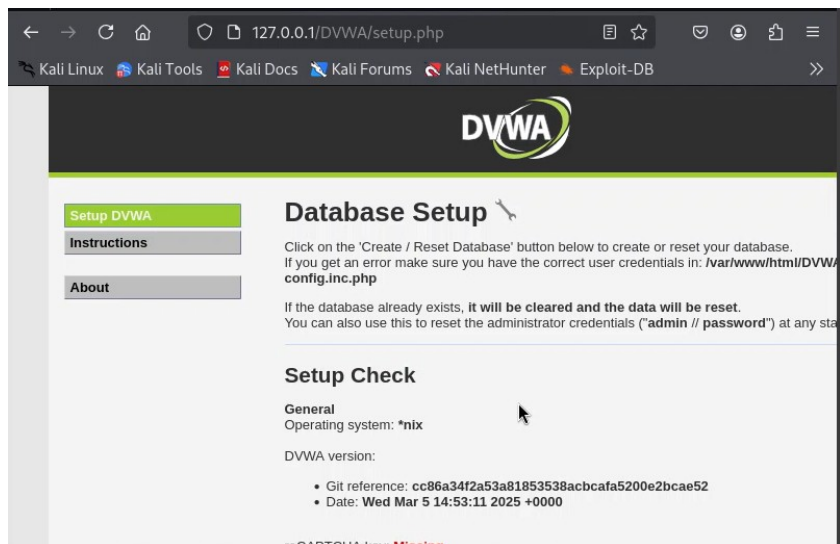 127.0.0.1/DVWA/setup.php
Kali Linux Kali Tools Kali Docs Kali Forums Kali NetHunter Exploit-DB
DVWA
Setup DVWA
Instructions
About
Database Setup
Click on the 'Create / Reset Database' button below to create or reset your database.
If you get an error make sure you have the correct user credentials in: /var/www/html/DVWA
config.inc.php
If the database already exists, it will be cleared and the data will be reset.
You can also use this to reset the administrator credentials ("admin // password") at any sta
Setup Check
General
Operating system: *nix
DVWA version:
• Git reference: cc86a34f2a53a81853538acbcafa5200e2bcae52
• Date: Wed Mar 5 14:53:11 2025 +0000
reCAPTCHA key: Missing